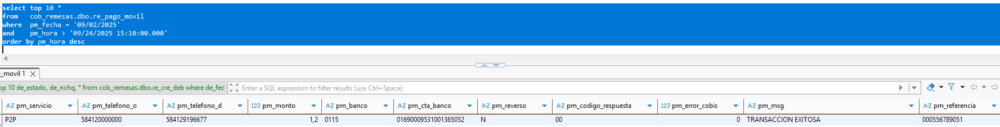 select top 10 *
from   cob_remesas.dbo.re_pago_movil
where  pm_fecha = '09/02/2025'
and    pm_hora > '09/24/2025 15:10:00.000'
order by pm_hora desc
_movil 1
op 10 de_estado, de_nchq, * from cob_remesas.dbo.re_cre_deb where de_fec
Enter a SQL expression to filter results (use Ctrl+Space)
A-Z pm_servicio A-Z pm_telefono_o A-Z pm_telefono_d 123 pm_monto A-Z pm_banco A-Z pm_cta_banco A-Z pm_reverso A-Z pm_codigo_respuesta 123 pm_error_cobis A-Z pm_msg A-Z pm_referencia
P2P 584120000000 584129196677 1,2 0115 01690009531001365052 N 00 0 TRANSACCION EXITOSA 000556789051